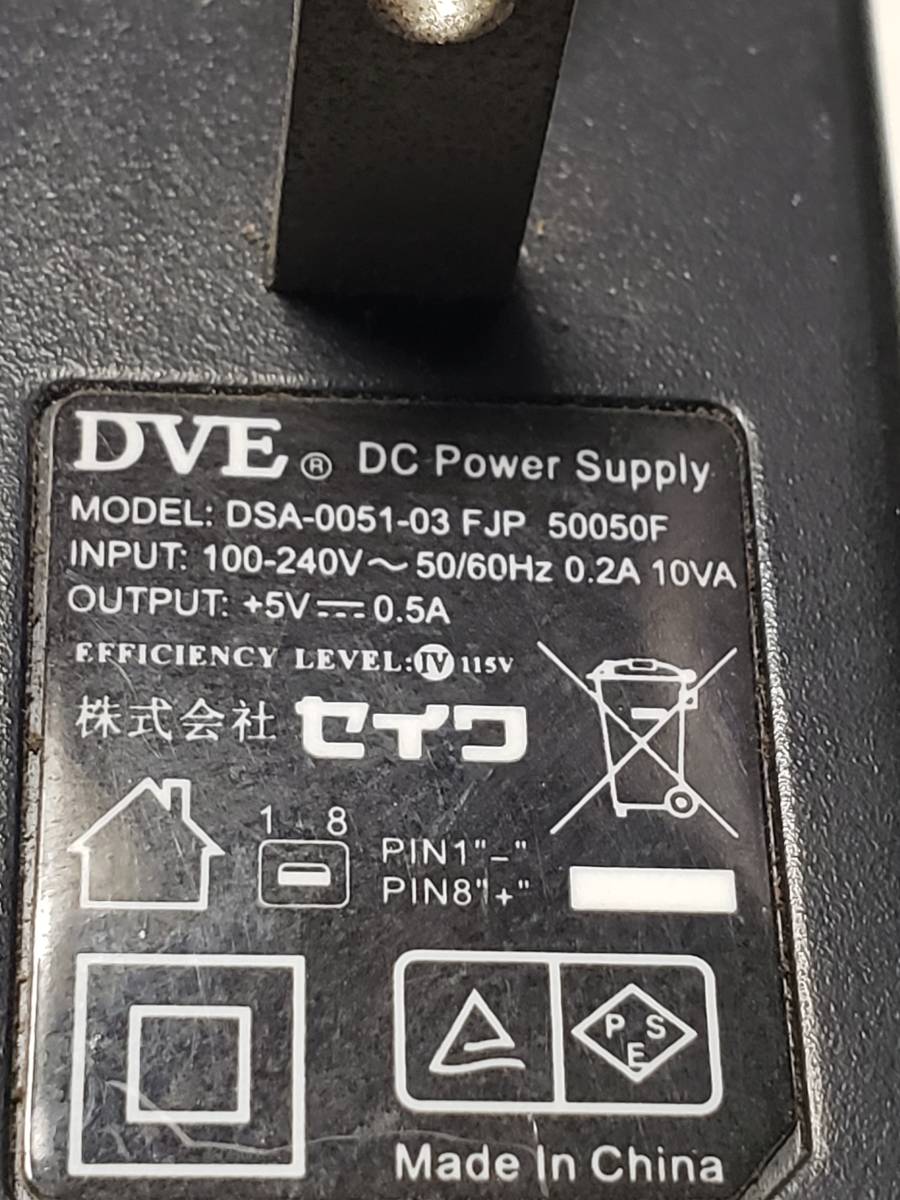 DVE® DC Power Supply
MODEL: DSA-0051-03 FJP 50050F
INPUT: 100-240V～50/60Hz 0.2A 10VA
OUTPUT: +5V⎓0.5A
EFFICIENCY LEVEL:Ⅳ 115V
株式会社 セイワ
1 8
PIN1"-"
PIN8"+"
PSE
Made In China